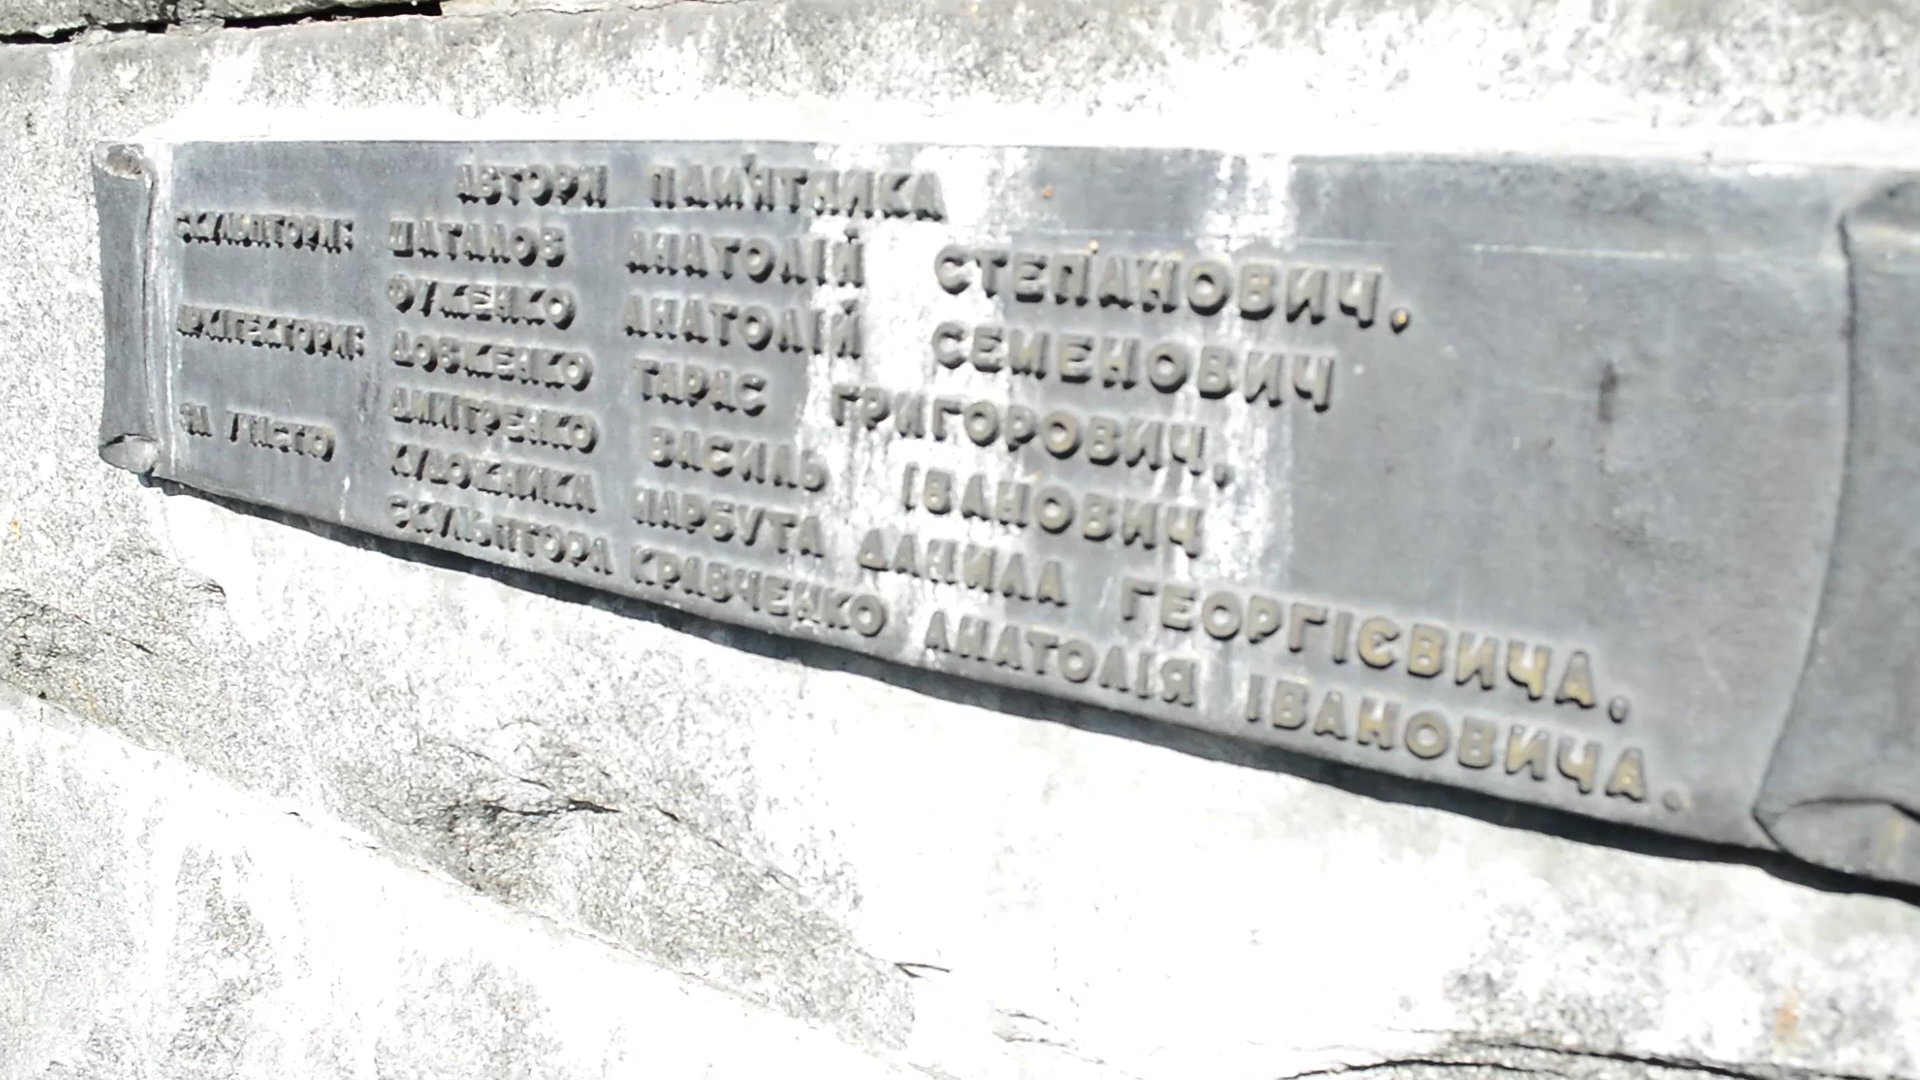 АВТОРИ ПАМ'ЯТНИКА
СКУЛЬПТОРИ: ШАТАЛОВ АНАТОЛІЙ СТЕПАНОВИЧ.
ФУЖЕНКО АНАТОЛІЙ СЕМЕНОВИЧ
АРХІТЕКТОРИ: ДОВЖЕНКО ТАРАС ГРИГОРОВИЧ.
ДМИТРЕНКО ВАСИЛЬ ІВАНОВИЧ
ЗА УЧАСТЮ ХУДОЖНИКА НАРБУТА ДАНИЛА ГЕОРГІЄВИЧА.
СКУЛЬПТОРА КРАВЧЕНКО АНАТОЛІЯ ІВАНОВИЧА.